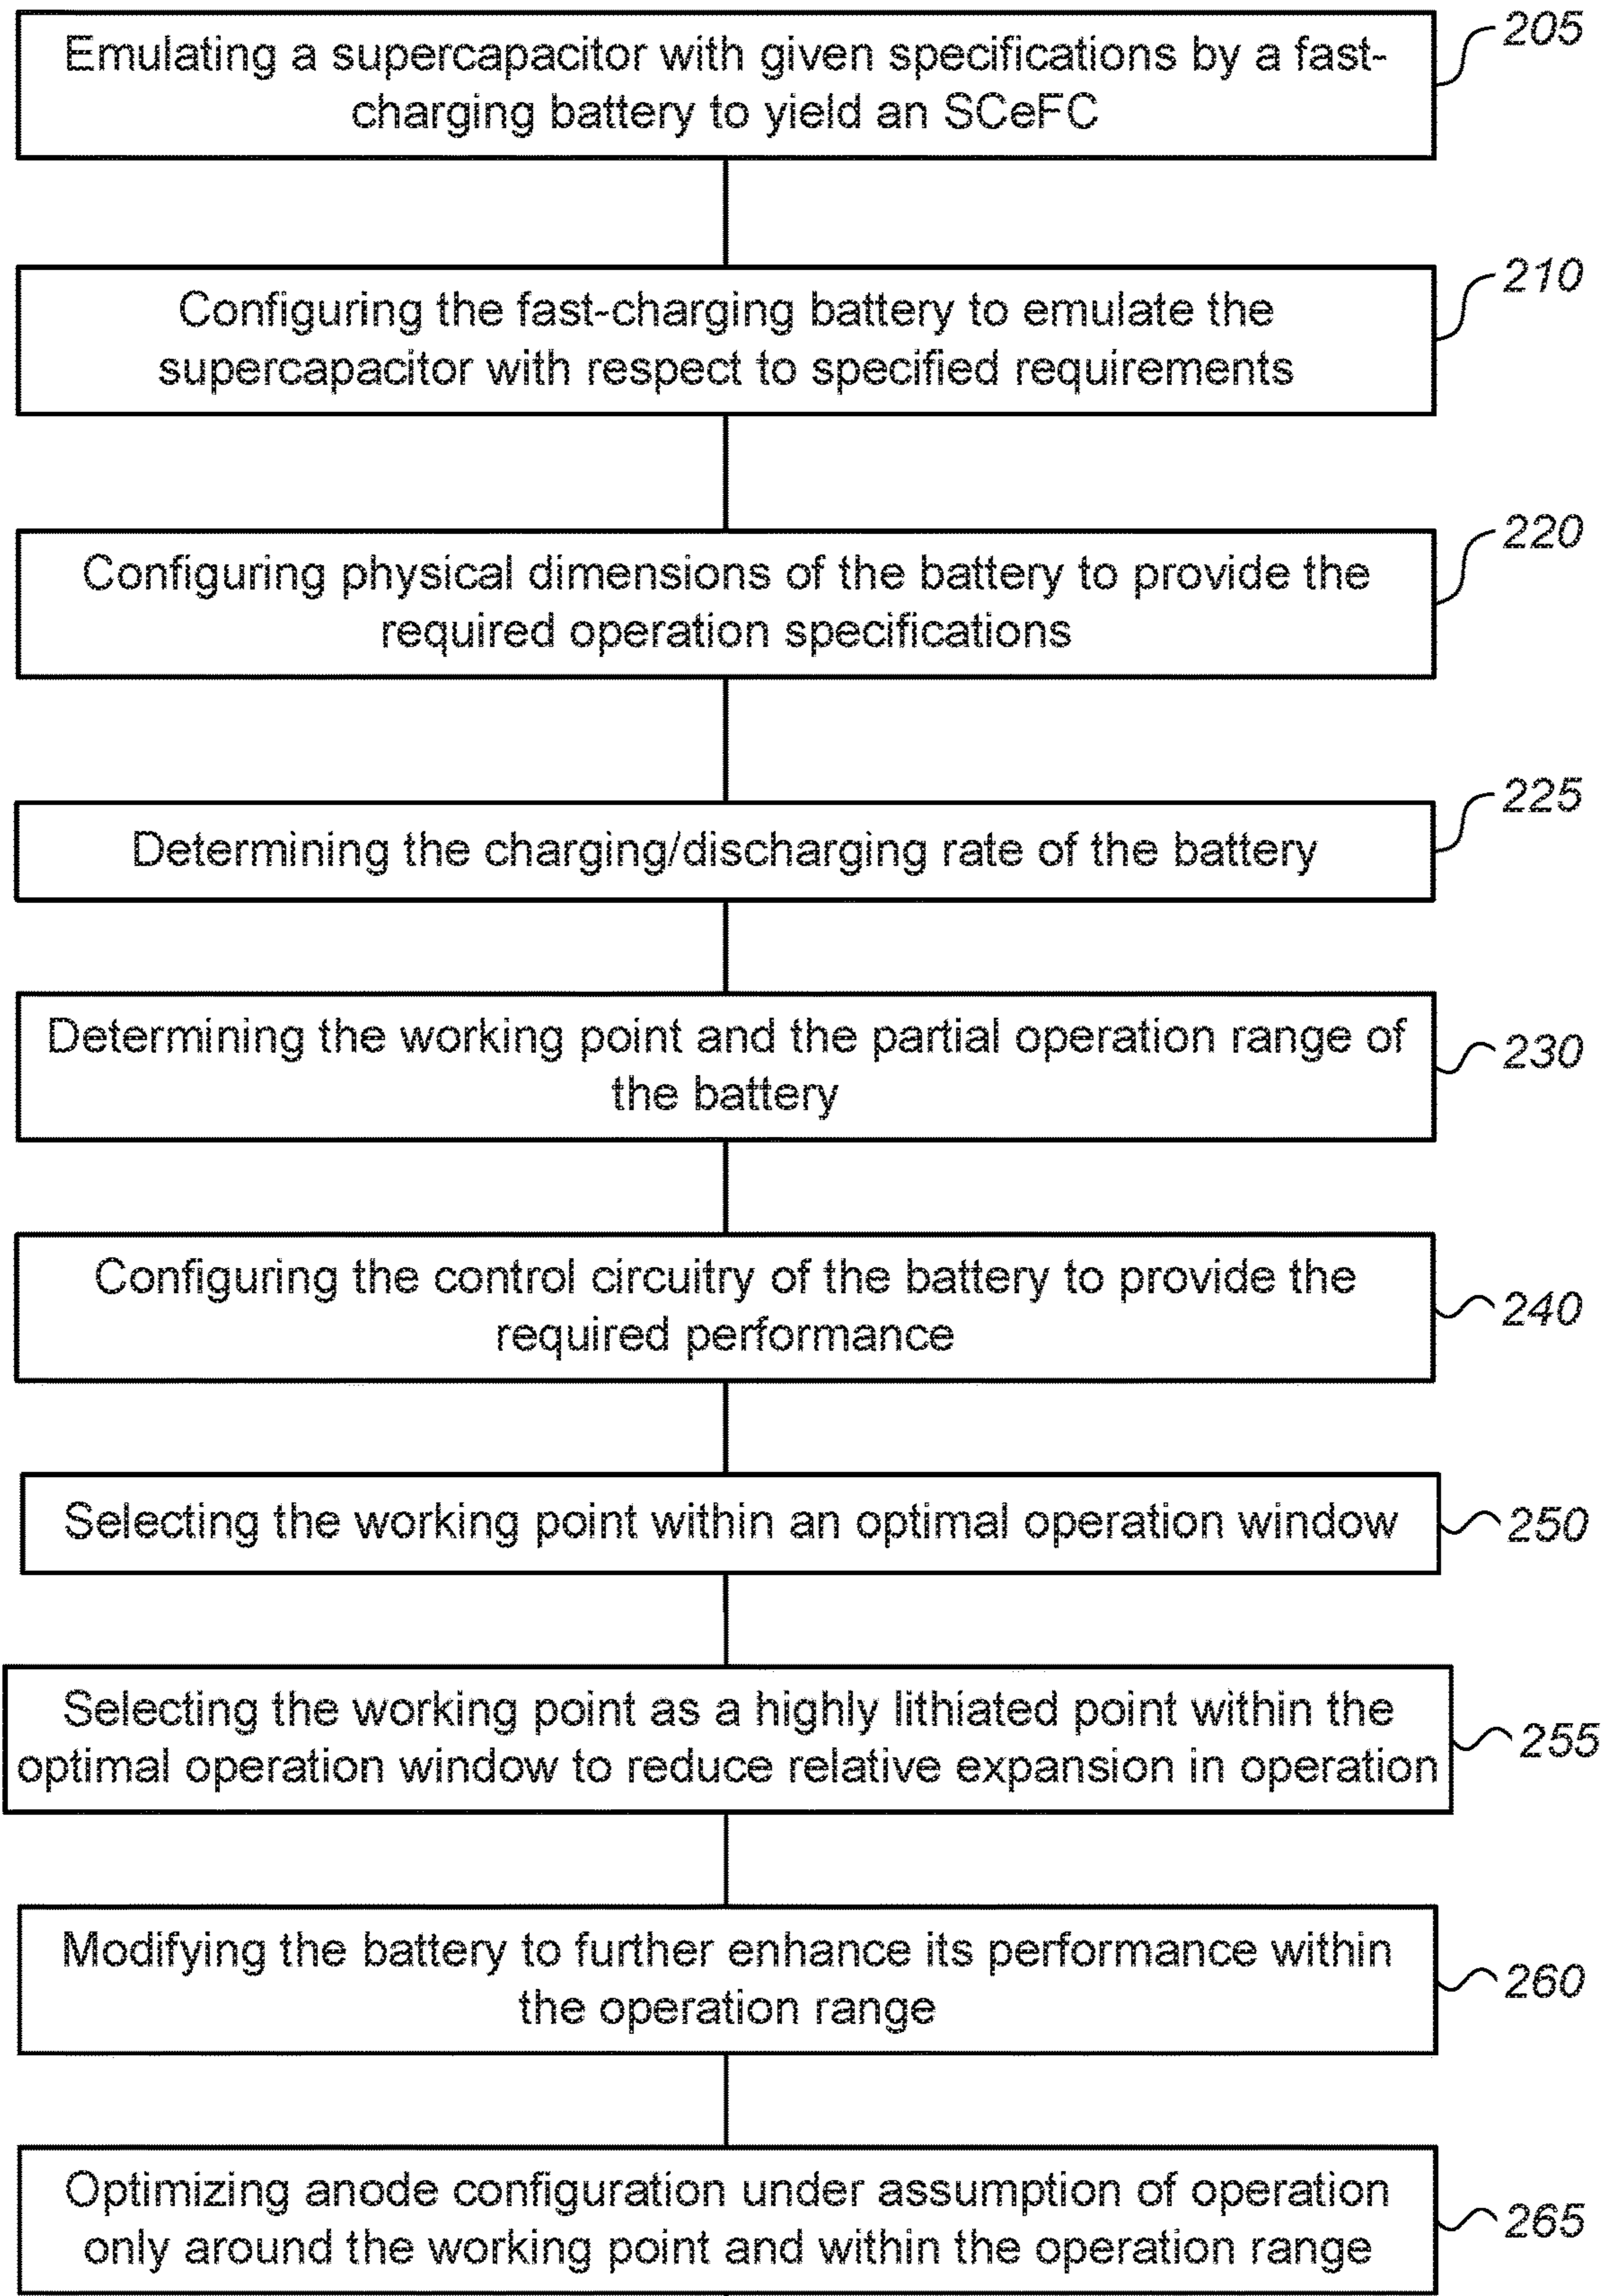 Emulating a supercapacitor with given specifications by a fast-
charging battery to yield an SCeFC
205
Configuring the fast-charging battery to emulate the
supercapacitor with respect to specified requirements
210
Configuring physical dimensions of the battery to provide the
required operation specifications
220
Determining the charging/discharging rate of the battery
225
Determining the working point and the partial operation range of
the battery
230
Configuring the control circuitry of the battery to provide the
required performance
240
Selecting the working point within an optimal operation window
250
Selecting the working point as a highly lithiated point within the
optimal operation window to reduce relative expansion in operation
255
Modifying the battery to further enhance its performance within
the operation range
260
Optimizing anode configuration under assumption of operation
only around the working point and within the operation range
265